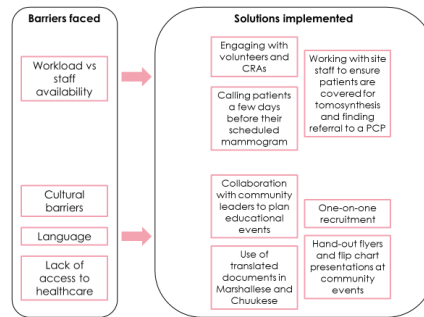 Barriers faced
Solutions implemented
Workload vs
staff
availability
Engaging with
volunteers and
CRAs
Calling patients
a few days
before their
scheduled
mammogram
Working with site
staff to ensure
patients are
covered for
tomosynthesis
and finding
referral to a PCP
Cultural
barriers
Language
Lack of
access to
healthcare
Collaboration
with community
leaders to plan
educational
events
One-on-one
recruitment
Use of
translated
documents in
Marshallese and
Chuukese
Hand-out flyers
and flip chart
presentations at
community
events